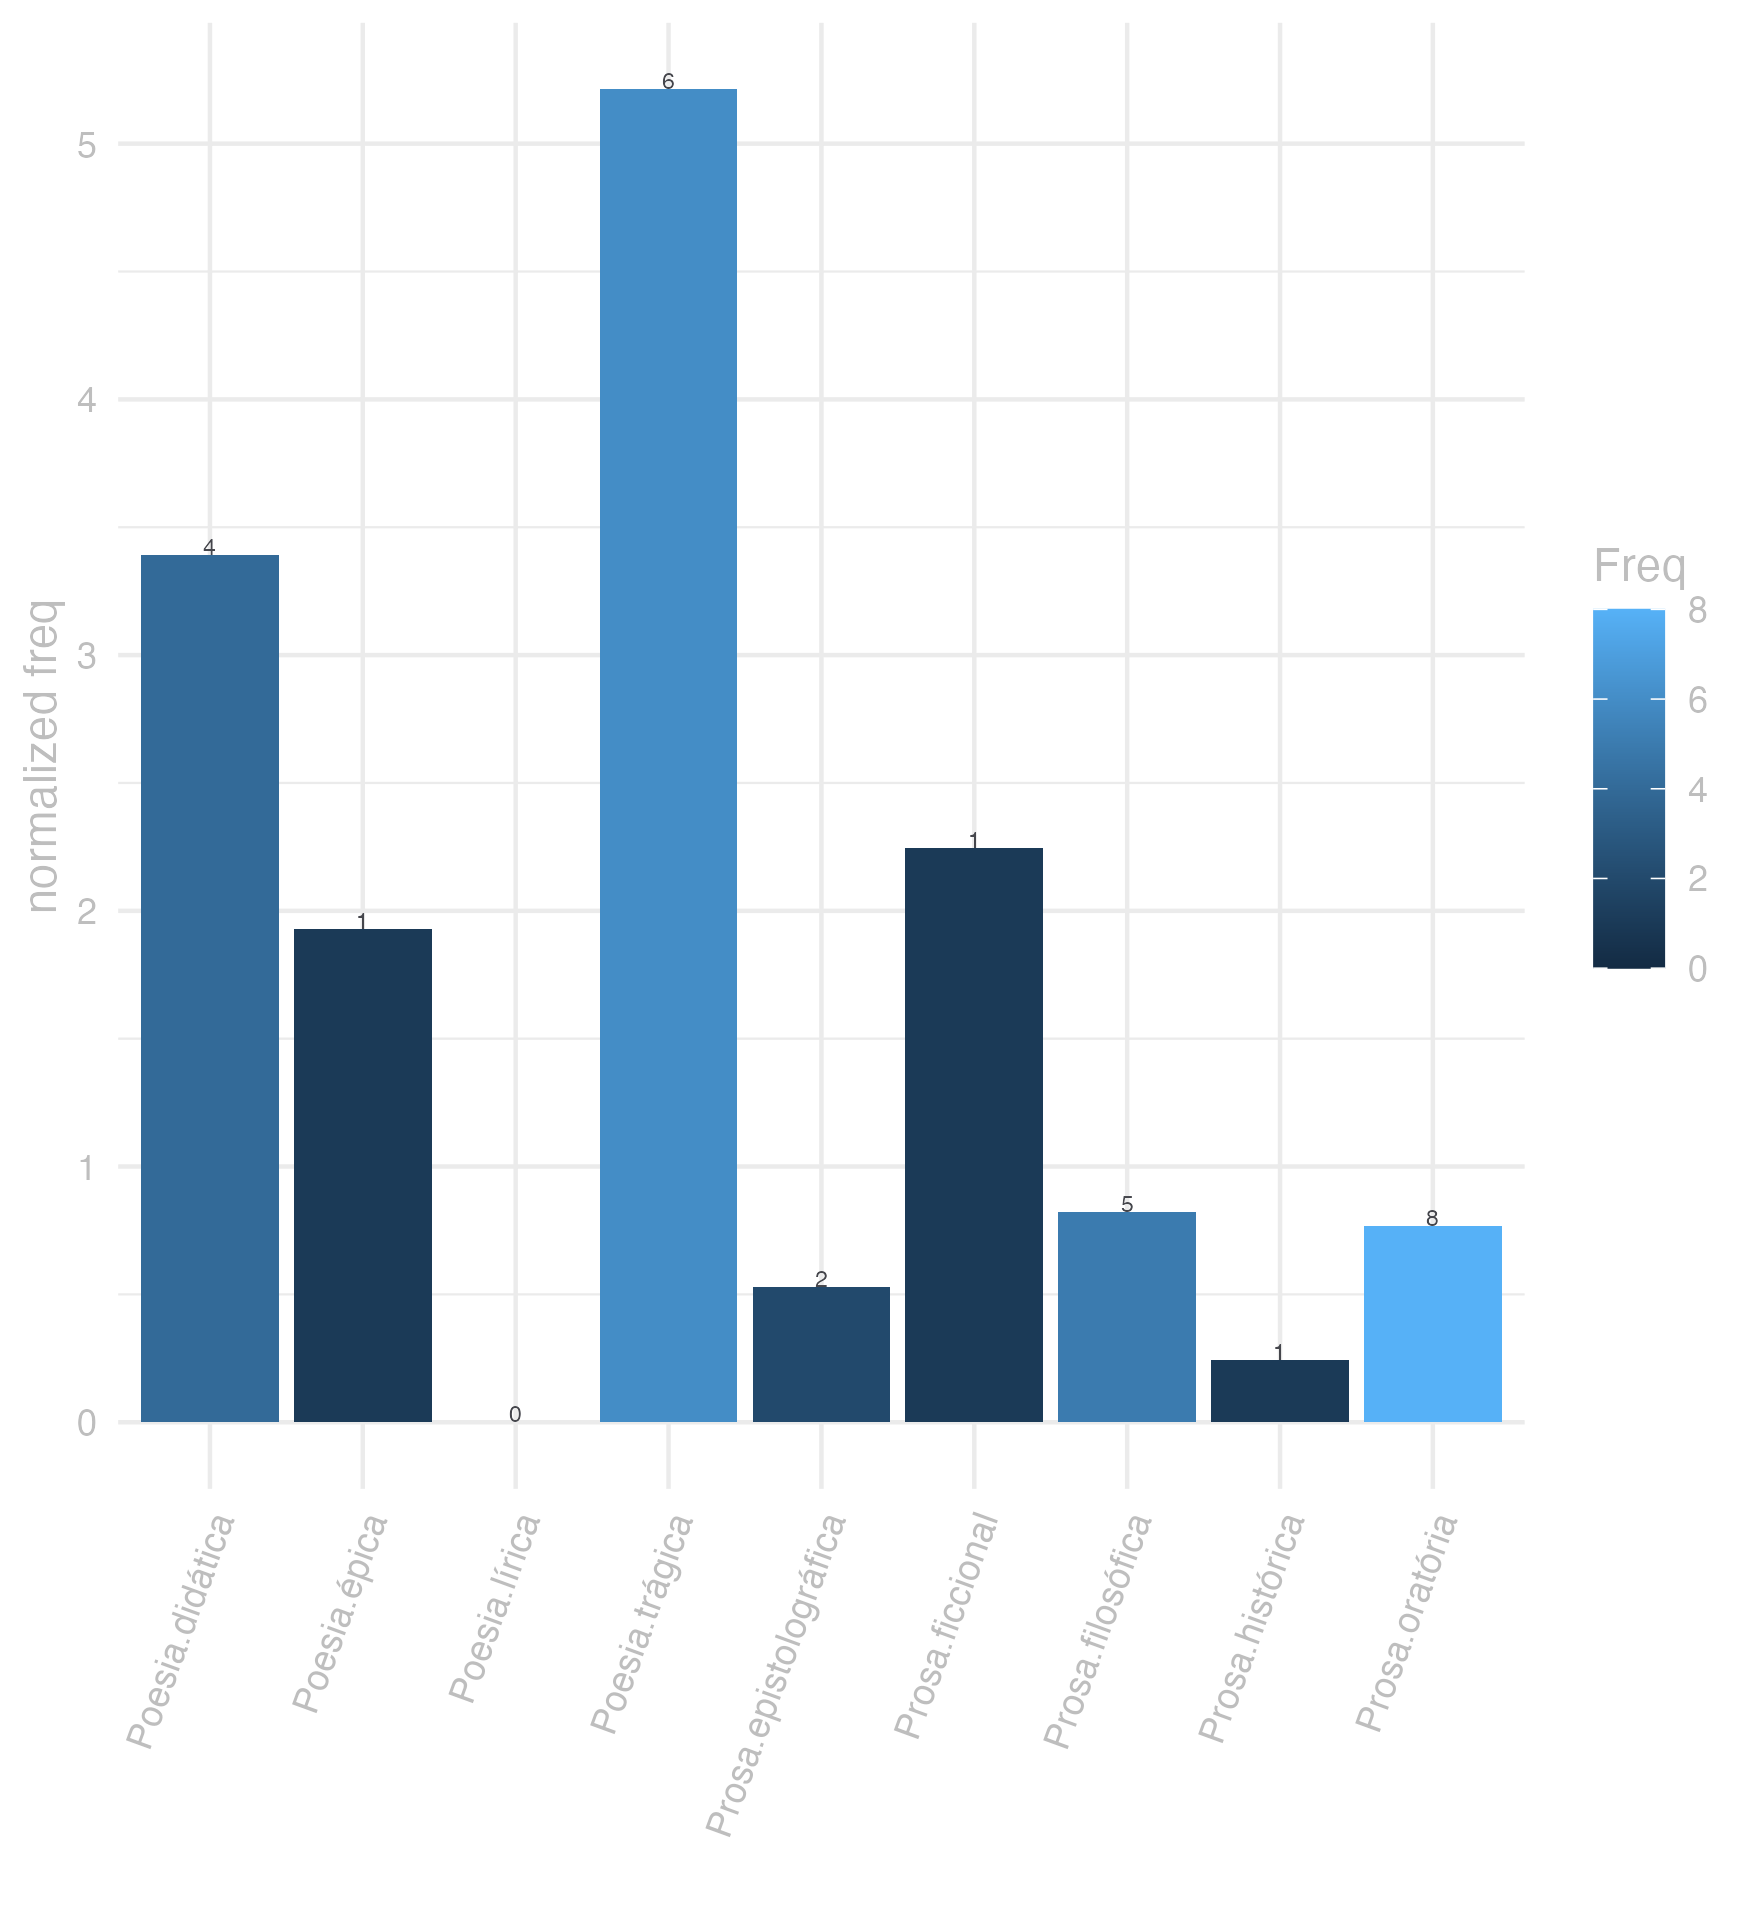 normalized freq
5
4
3
2
1
0
4
1
0
6
2
1
5
1
8
Poesia.didática
Poesia.épica
Poesia.lírica
Poesia.trágica
Prosa.epistolográfica
Prosa.ficcional
Prosa.filosófica
Prosa.histórica
Prosa.oratória
Freq
8
6
4
2
0